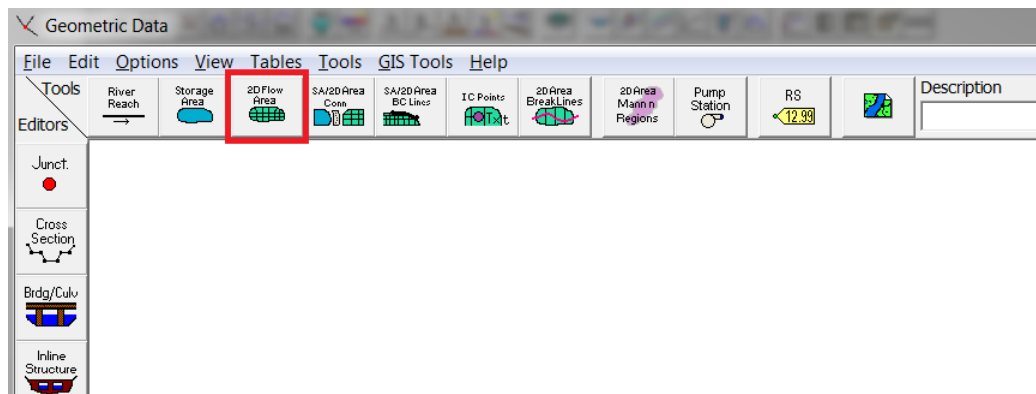 Geometric Data
File Edit Options View Tables Tools GIS Tools Help
Tools
Editors
River
Reach
Storage
Area
2D Flow
Area
SA/2D Area
Conn
SA/2D Area
BC Lines
IC Points
Txt
2D Area
BreakLines
2D Area
Mann n
Regions
Pump
Station
RS
12.99
Description
Junct.
Cross
Section
Brdg/Culv
Inline
Structure